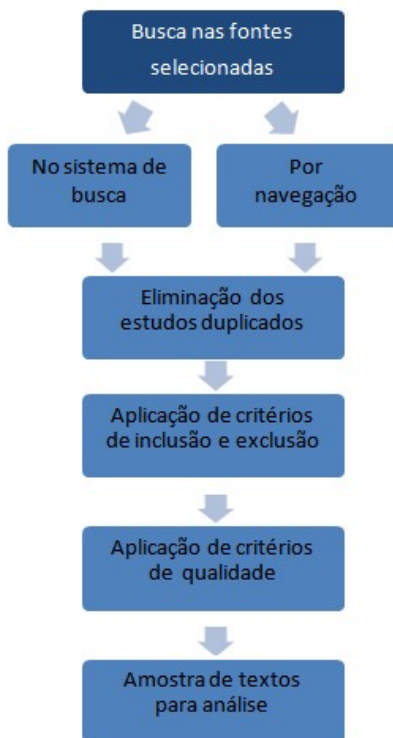 Busca nas fontes
selecionadas
No sistema de
busca
Por
navegação
Eliminação dos
estudos duplicados
Aplicação de critérios
de inclusão e exclusão
Aplicação de critérios
de qualidade
Amostra de textos
para análise